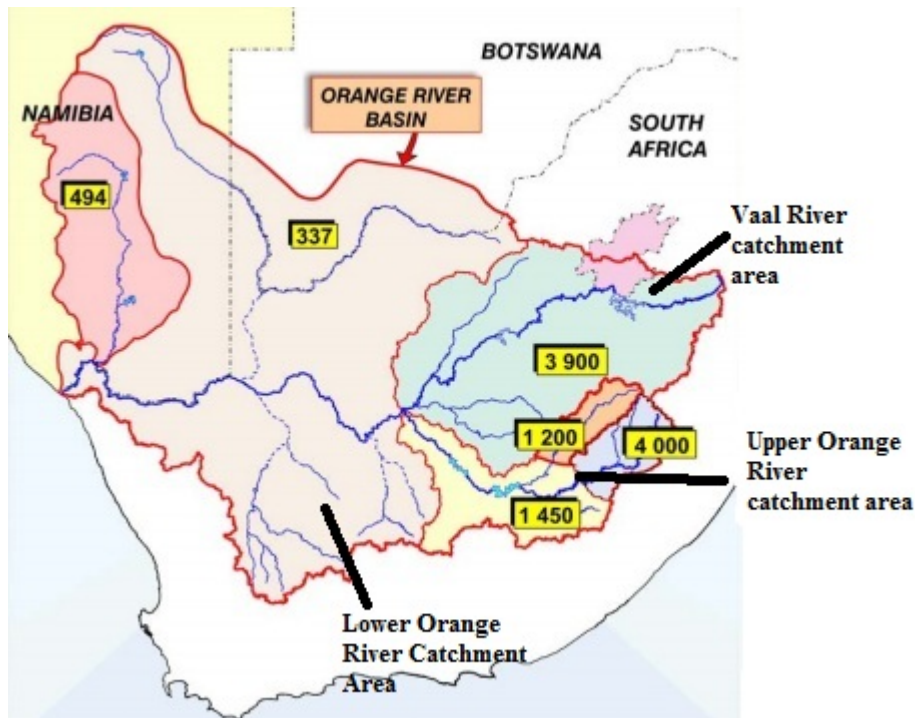 BOTSWANA
ORANGE RIVER
BASIN
NAMIBIA
SOUTH
AFRICA
494
337
Vaal River
catchment
area
3 900
1 200
4 000
Upper Orange
River
catchment area
1 450
Lower Orange
River Catchment
Area